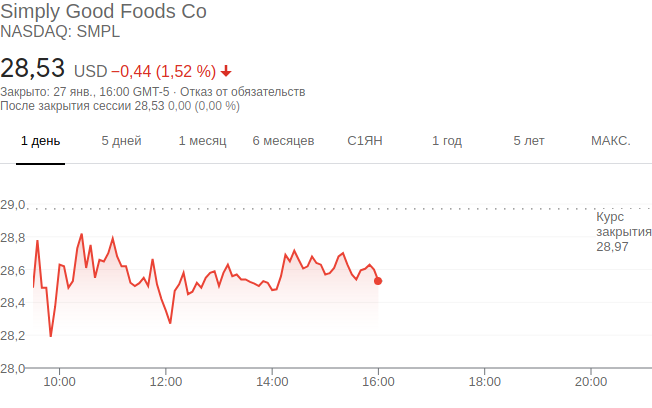 Simply Good Foods Co
NASDAQ: SMPL
28,53 USD −0,44 (1,52 %)
Закрыто: 27 янв., 16:00 GMT-5 · Отказ от обязательств
После закрытия сессии 28,53 0,00 (0,00 %)
1 день 5 дней 1 месяц 6 месяцев С1ЯН 1 год 5 лет МАКС.
29,0
Курс
28,8
закрытия
28,97
28,6
28,4
28,2
28,0
10:00 12:00 14:00 16:00 18:00 20:00